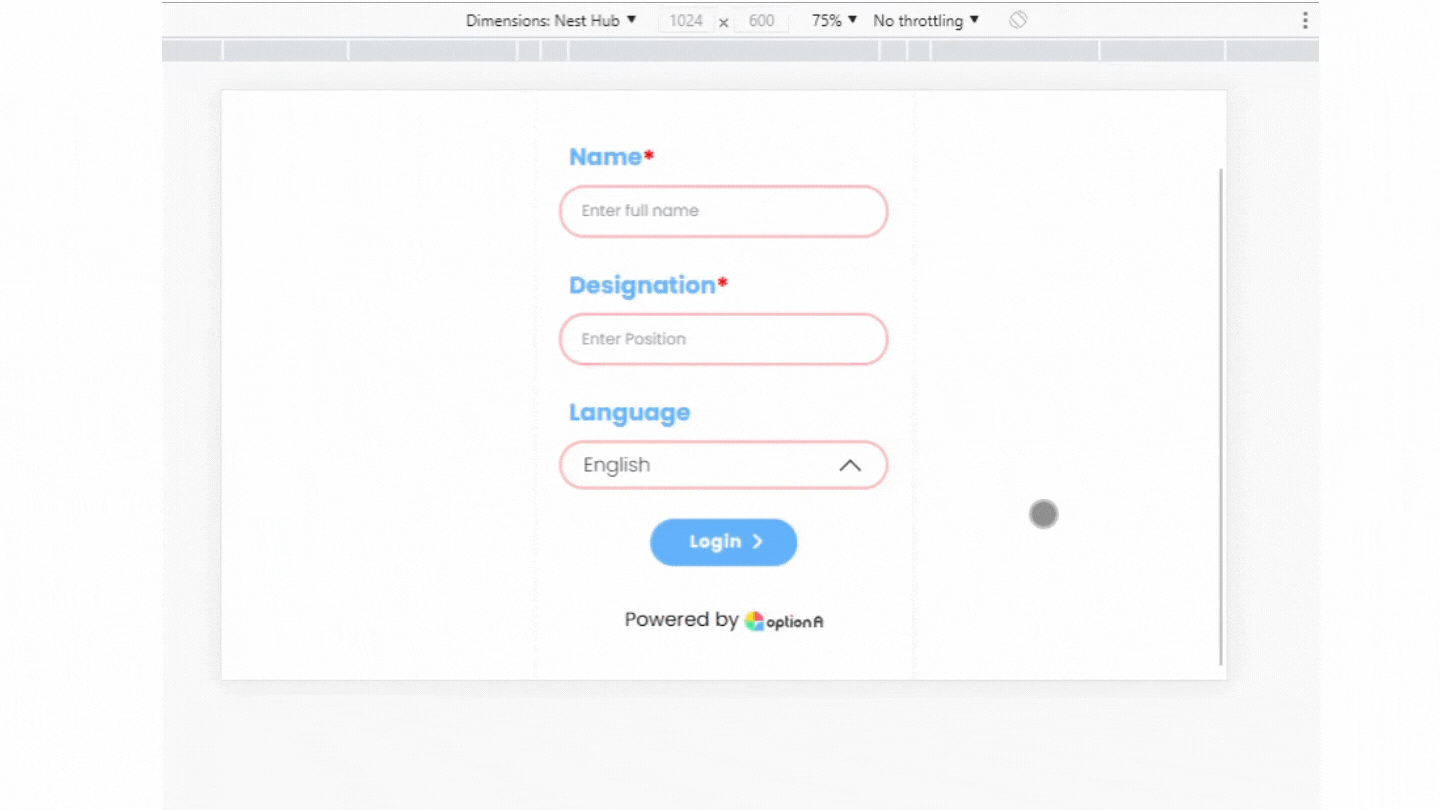 Dimensions: Nest Hub ▼ 1024 x 600 75% ▼ No throttling ▼
Name*
Enter full name
Designation*
Enter Position
Language
English
Login
Powered by optionA